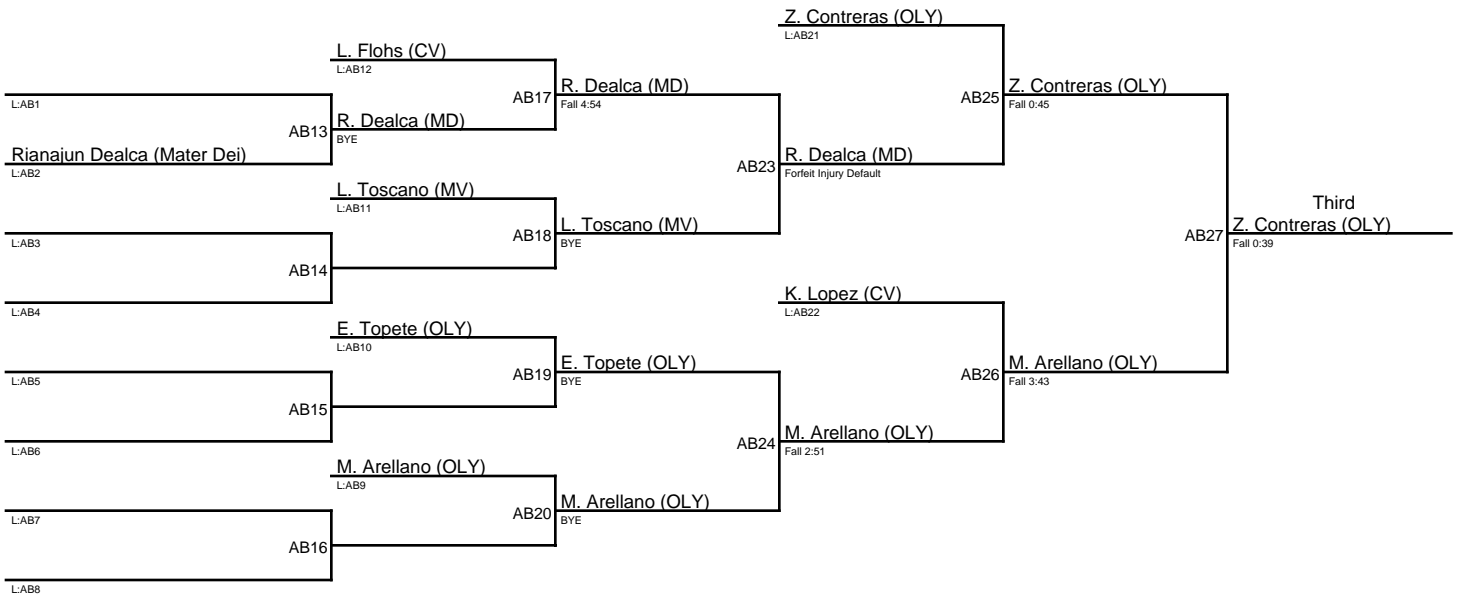 Z. Contreras (OLY)
L:AB21
L. Flohs (CV)
L:AB12
R. Dealca (MD)
AB17
Fall 4:54
Z. Contreras (OLY)
AB25
Fall 0:45
L:AB1
R. Dealca (MD)
AB13
BYE
Rianajun Dealca (Mater Dei)
L:AB2
R. Dealca (MD)
AB23
Forfeit Injury Default
L. Toscano (MV)
L:AB11
Third
L. Toscano (MV)
AB18
BYE
Z. Contreras (OLY)
AB27
Fall 0:39
L:AB3
AB14
K. Lopez (CV)
L:AB22
L:AB4
E. Topete (OLY)
L:AB10
E. Topete (OLY)
AB19
BYE
M. Arellano (OLY)
AB26
Fall 3:43
L:AB5
AB15
M. Arellano (OLY)
AB24
Fall 2:51
L:AB6
M. Arellano (OLY)
L:AB9
M. Arellano (OLY)
AB20
BYE
L:AB7
AB16
L:AB8